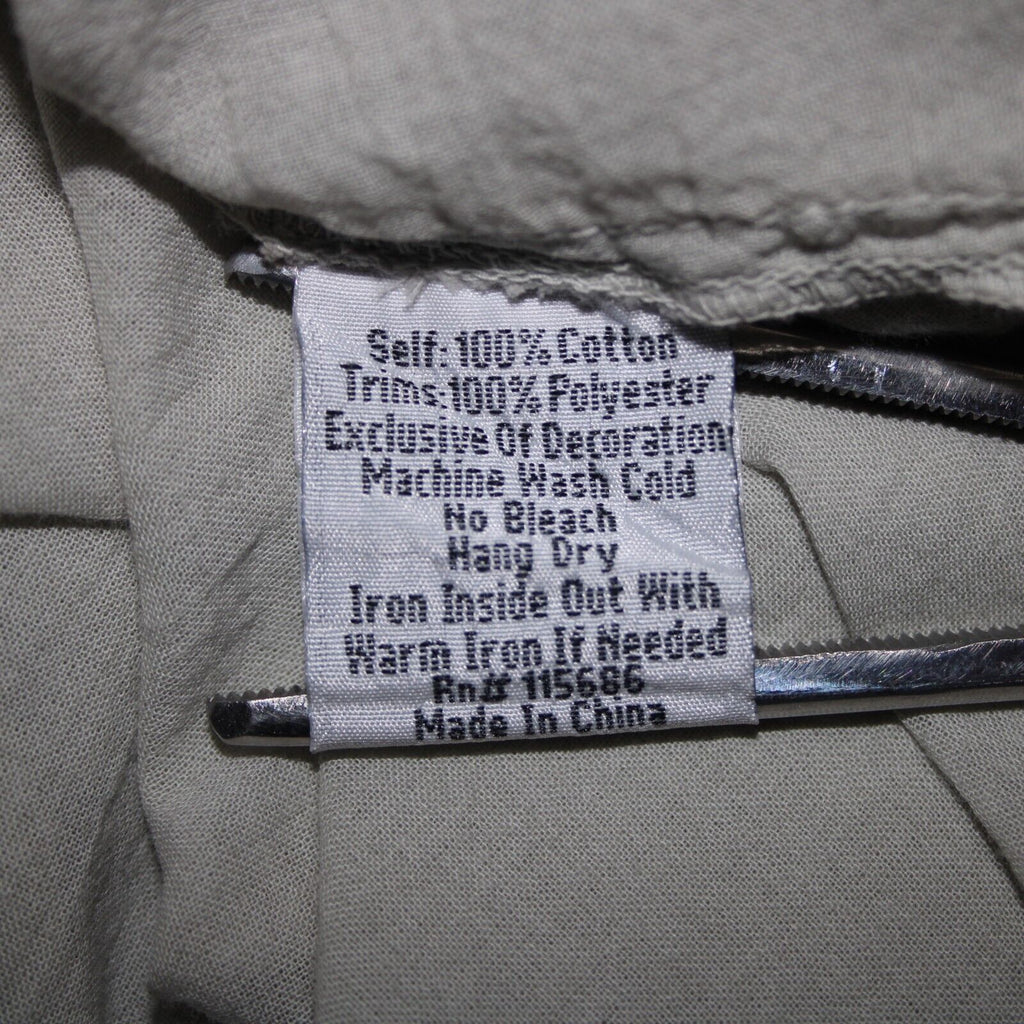 Self: 100% Cotton
Trims: 100% Polyester
Exclusive Of Decoration
Machine Wash Cold
No Bleach
Hang Dry
Iron Inside Out With
Warm Iron If Needed
Rn# 115686
Made In China